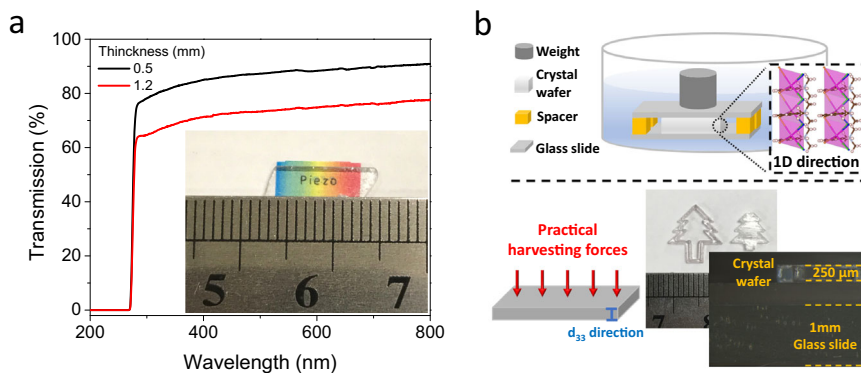 a
Thinckness (mm)
0.5
1.2
100
80
60
40
20
0
Transmission (%)
200
400
600
800
Wavelength (nm)
Piezo
5
6
7
b
Weight
Crystal
wafer
Spacer
Glass slide
1D direction
Practical
harvesting forces
d₃₃ direction
7
Crystal
wafer
250 μm
1mm
Glass slide